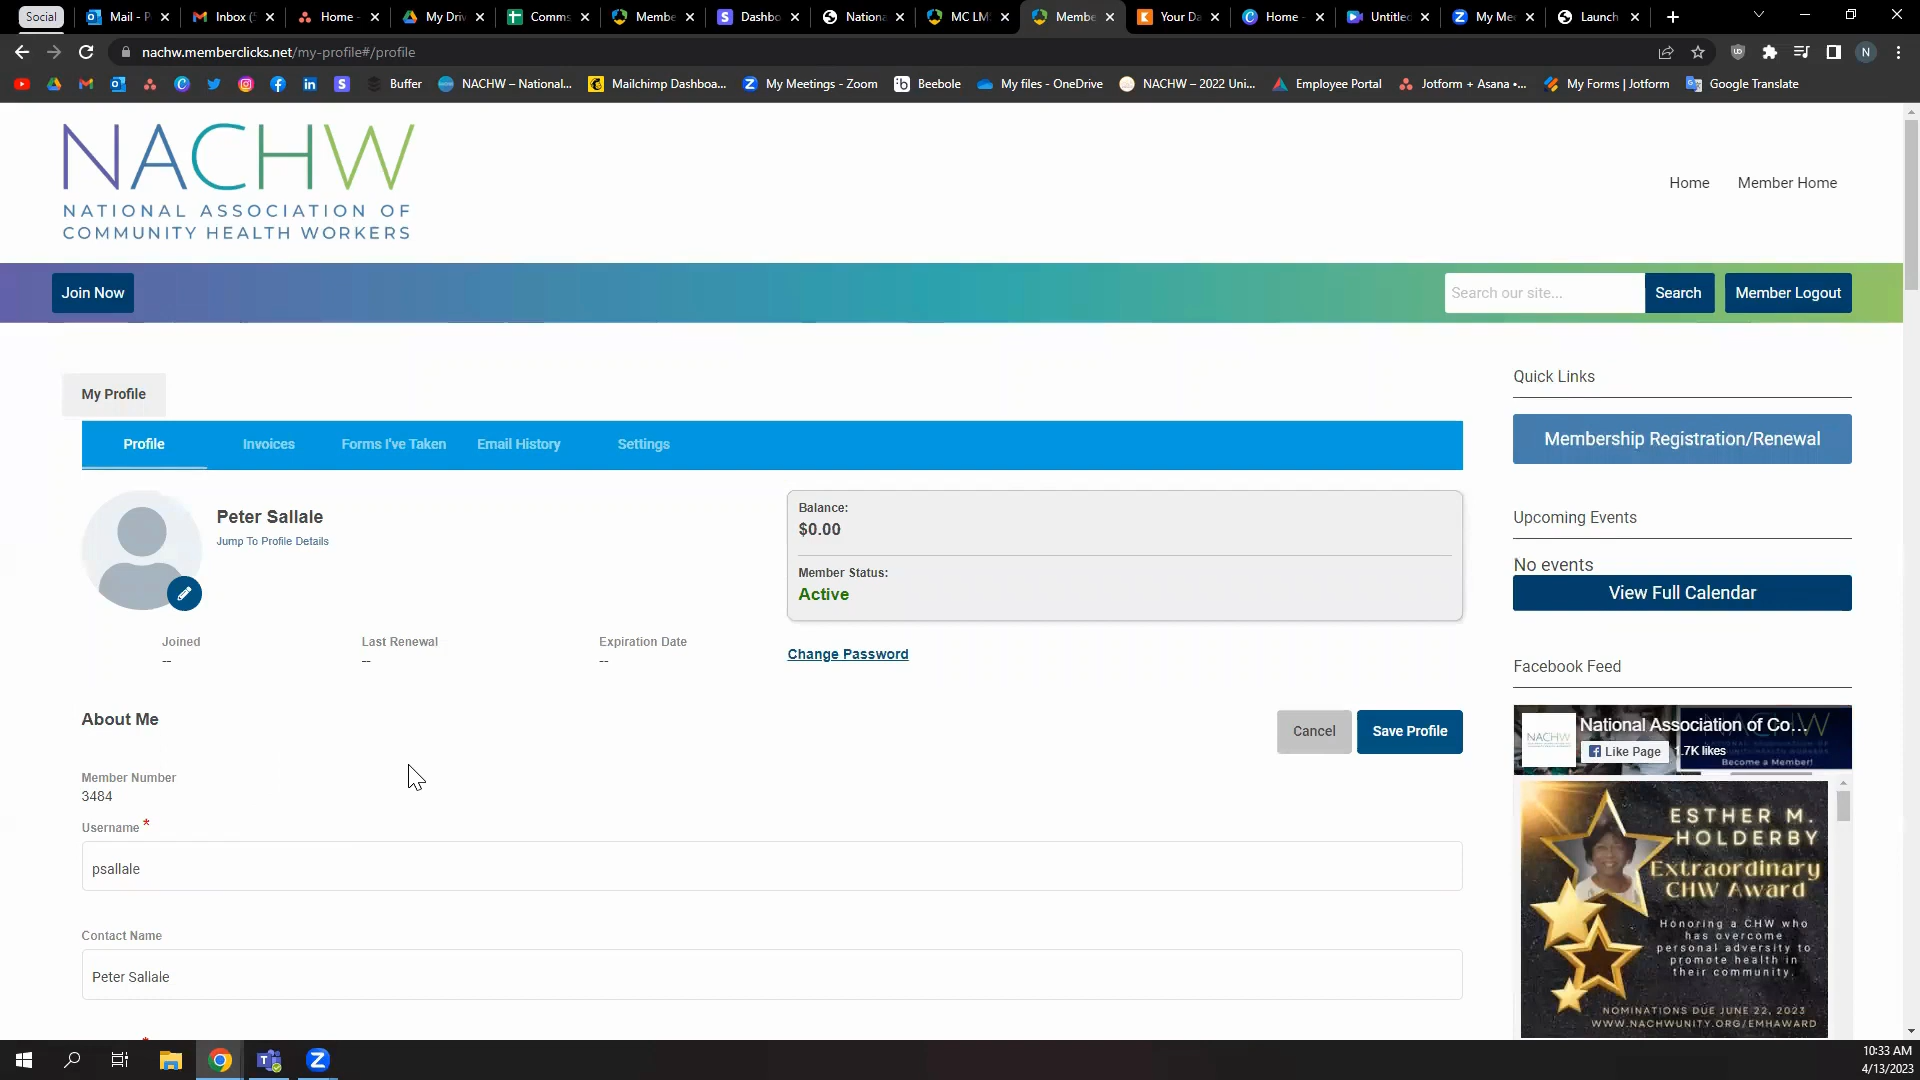 Social
Mail - P
Inbox (5
Home -
My Driv
Comms
Membe
Dashbo
Nationa
MC LMS
Membe
Your Da
Home -
Untitled
My Mee
Launch
nachw.memberclicks.net/my-profile#/profile
N
Buffer
NACHW – National...
Mailchimp Dashboa...
My Meetings - Zoom
Beebole
My files - OneDrive
NACHW – 2022 Uni...
Employee Portal
Jotform + Asana •...
My Forms | Jotform
Google Translate
NACHW
NATIONAL ASSOCIATION OF
COMMUNITY HEALTH WORKERS
Home
Member Home
Join Now
Search our site...
Search
Member Logout
My Profile
Profile
Invoices
Forms I've Taken
Email History
Settings
Peter Sallale
Jump To Profile Details
Balance:
$0.00
Member Status:
Active
Joined
--
Last Renewal
--
Expiration Date
--
Change Password
About Me
Cancel
Save Profile
Member Number
3484
Username *
psallale
Contact Name
Peter Sallale
Quick Links
Membership Registration/Renewal
Upcoming Events
No events
View Full Calendar
Facebook Feed
NACHW
National Association of Co...
Like Page
1.7K likes
Become a Member!
ESTHER M.
HOLDERBY
Extraordinary
CHW Award
Honoring a CHW who
has overcome
personal adversity to
promote health in
their community.
NOMINATIONS DUE JUNE 22, 2023
WWW.NACHWUNITY.ORG/EMHAWARD
10:33 AM
4/13/2023